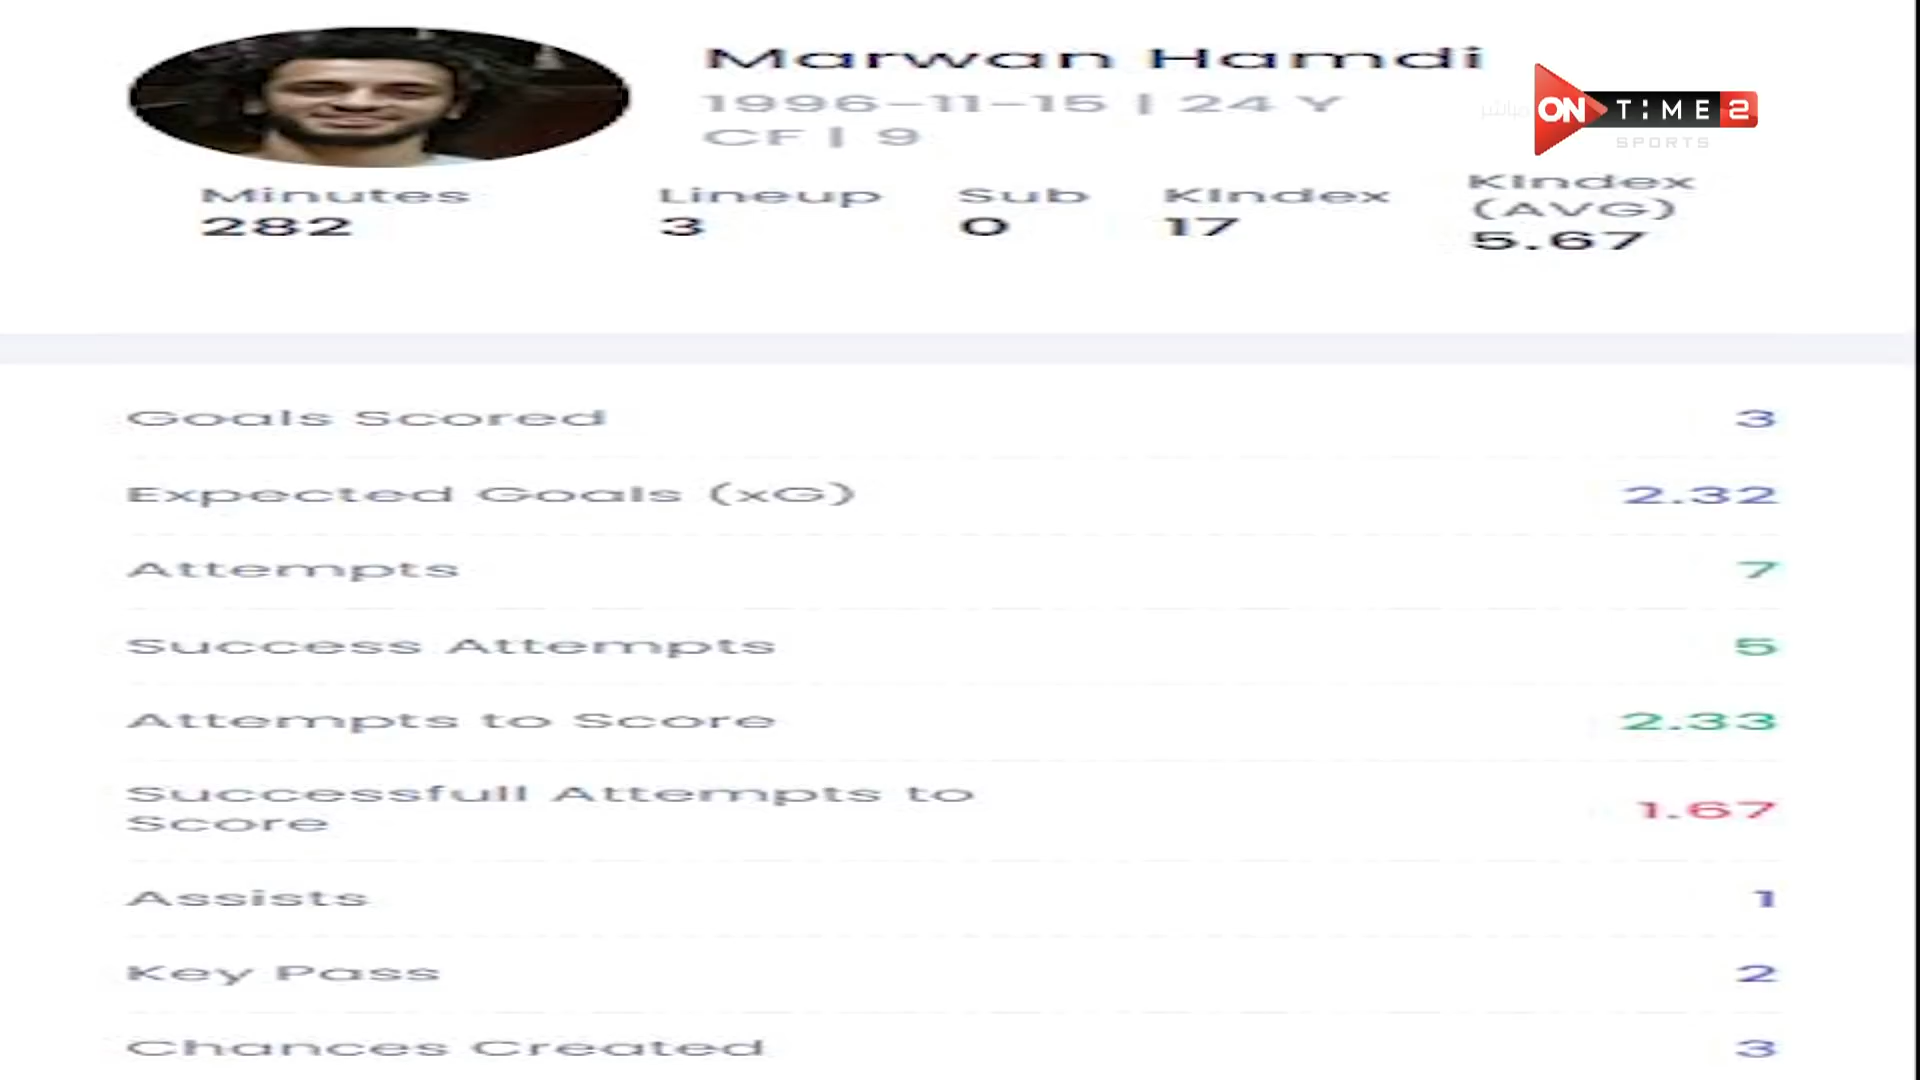 Marwan Hamdi
1996-11-15 | 24 Y
CF | 9
مباشر
ON TIME 2
SPORTS
Minutes
282
Lineup
3
Sub
0
KIndex
17
KIndex
(AVG)
5.67
Goals Scored
3
Expected Goals (xG)
2.32
Attempts
7
Success Attempts
5
Attempts to Score
2.33
Successfull Attempts to
Score
1.67
Assists
1
Key Pass
2
Chances Created
3